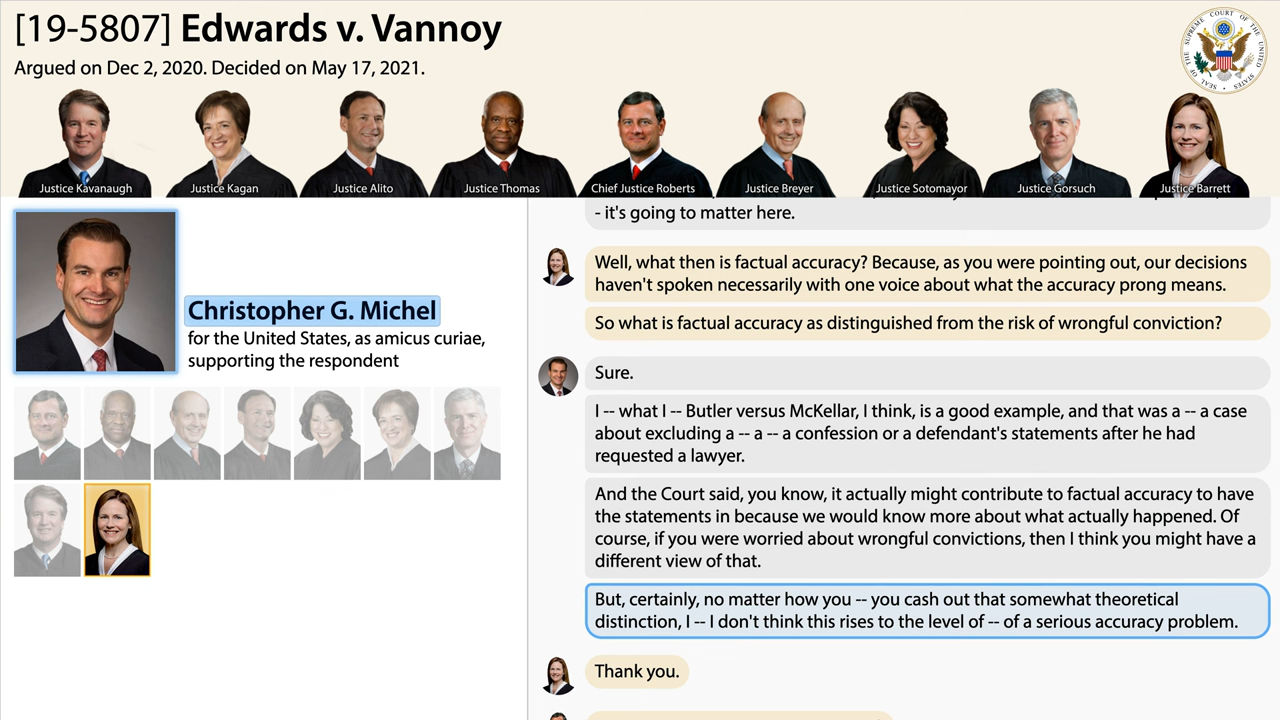 [19-5807] Edwards v. Vannoy
Argued on Dec 2, 2020. Decided on May 17, 2021.
SEAL OF THE SUPREME COURT OF THE UNITED STATES
Justice Kavanaugh
Justice Kagan
Justice Alito
Justice Thomas
Chief Justice Roberts
Justice Breyer
Justice Sotomayor
Justice Gorsuch
Justice Barrett
Christopher G. Michel
for the United States, as amicus curiae,
supporting the respondent
- it's going to matter here.
Well, what then is factual accuracy? Because, as you were pointing out, our decisions
haven't spoken necessarily with one voice about what the accuracy prong means.
So what is factual accuracy as distinguished from the risk of wrongful conviction?
Sure.
I -- what I -- Butler versus McKellar, I think, is a good example, and that was a -- a case
about excluding a -- a -- a confession or a defendant's statements after he had
requested a lawyer.
And the Court said, you know, it actually might contribute to factual accuracy to have
the statements in because we would know more about what actually happened. Of
course, if you were worried about wrongful convictions, then I think you might have a
different view of that.
But, certainly, no matter how you -- you cash out that somewhat theoretical
distinction, I -- I don't think this rises to the level of -- of a serious accuracy problem.
Thank you.